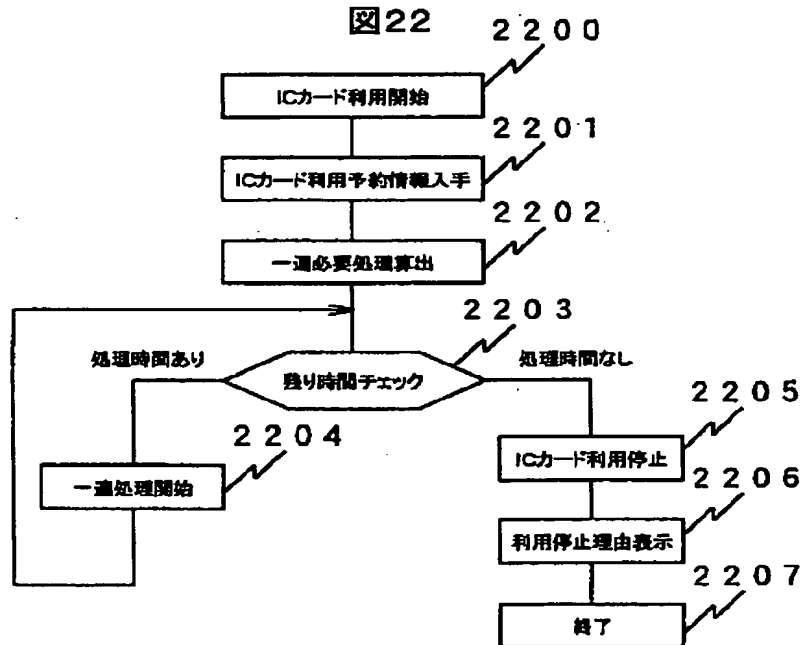 図22
2200
ICカード利用開始
2201
ICカード利用予約情報入手
2202
一連必要処理算出
2203
処理時間あり
残り時間チェック
処理時間なし
2204
一連処理開始
2205
ICカード利用停止
2206
利用停止理由表示
2207
終了